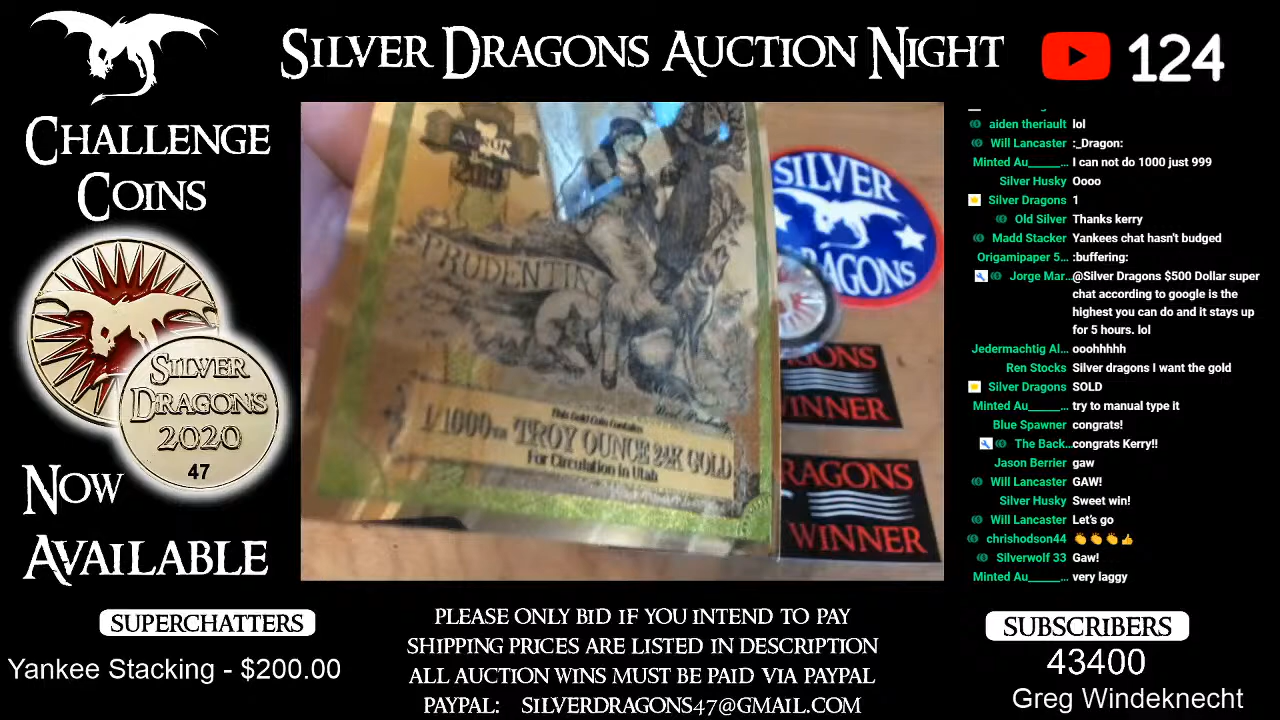 SILVER DRAGONS AUCTION NIGHT
124
CHALLENGE
COINS
SILVER
DRAGONS
2020
47
NOW
AVAILABLE
2019
PRUDENTIA
This Gold Coin Contains
1/1000TH TROY OUNCE 24K GOLD
For Circulation in Utah
SILVER
DRAGONS
WINNER
DRAGONS
WINNER
aiden theriault lol
Will Lancaster :_Dragon:
Minted Au_____... I can not do 1000 just 999
Silver Husky Oooo
Silver Dragons 1
Old Silver Thanks kerry
Madd Stacker Yankees chat hasn't budged
Origamipaper 5... :buffering:
Jorge Mar... @Silver Dragons $500 Dollar super
chat according to google is the
highest you can do and it stays up
for 5 hours. lol
Jedermachtig Al... ooohhhhh
Ren Stocks Silver dragons I want the gold
Silver Dragons SOLD
Minted Au_____... try to manual type it
Blue Spawner congrats!
The Back... congrats Kerry!!
Jason Berrier gaw
Will Lancaster GAW!
Silver Husky Sweet win!
Will Lancaster Let's go
chrishodson44 👏👏👏👍
Silverwolf 33 Gaw!
Minted Au_____... very laggy
SUPERCHATTERS
Yankee Stacking - $200.00
PLEASE ONLY BID IF YOU INTEND TO PAY
SHIPPING PRICES ARE LISTED IN DESCRIPTION
ALL AUCTION WINS MUST BE PAID VIA PAYPAL
PAYPAL: SILVERDRAGONS47@GMAIL.COM
SUBSCRIBERS
43400
Greg Windeknecht